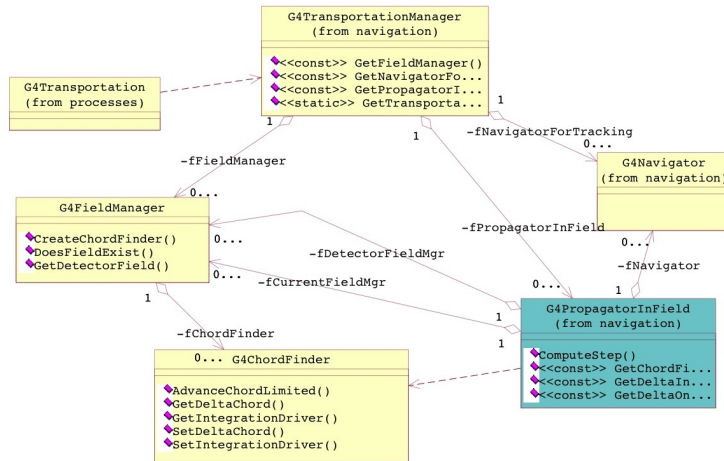 G4TransportationManager
(from navigation)
<<const>> GetFieldManager()
<<const>> GetNavigatorFo...
<<const>> GetPropagatorI...
<<static>> GetTransporta...
G4Transportation
(from processes)
1
1
1
-fNavigatorForTracking
0...
-fFieldManager
G4Navigator
(from navigation)
0...
G4FieldManager
CreateChordFinder()
DoesFieldExist()
GetDetectorField()
0...
-fPropagatorInField
0...
-fDetectorFieldMgr
-fNavigator
0...
-fCurrentFieldMgr
0...
1
1
1
1
G4PropagatorInField
(from navigation)
ComputeStep()
<<const>> GetChordFi...
<<const>> GetDeltaIn...
<<const>> GetDeltaOn...
-fChordFinder
0...
G4ChordFinder
AdvanceChordLimited()
GetDeltaChord()
GetIntegrationDriver()
SetDeltaChord()
SetIntegrationDriver()